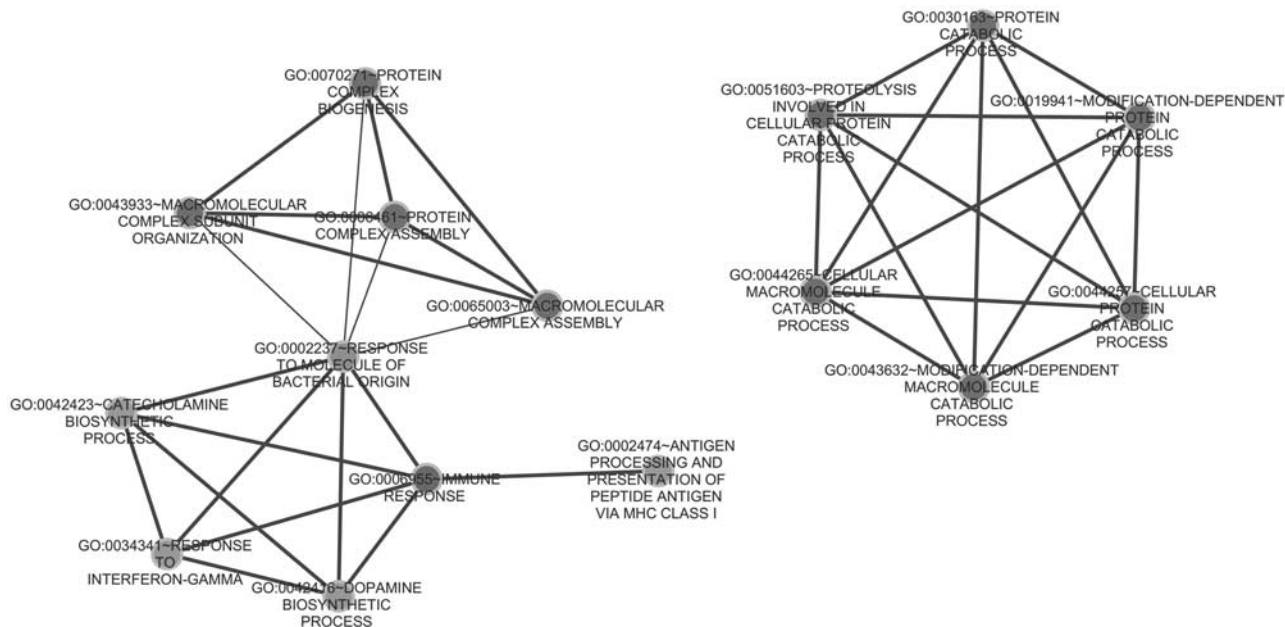 GO:0070271~PROTEIN
COMPLEX
BIOGENESIS
GO:0043933~MACROMOLECULAR
COMPLEX SUBUNIT
ORGANIZATION
GO:0006461~PROTEIN
COMPLEX ASSEMBLY
GO:0065003~MACROMOLECULAR
COMPLEX ASSEMBLY
GO:0002237~RESPONSE
TO MOLECULE OF
BACTERIAL ORIGIN
GO:0042423~CATECHOLAMINE
BIOSYNTHETIC
PROCESS
GO:0006955~IMMUNE
RESPONSE
GO:0002474~ANTIGEN
PROCESSING AND
PRESENTATION OF
PEPTIDE ANTIGEN
VIA MHC CLASS I
GO:0034341~RESPONSE
TO
INTERFERON-GAMMA
GO:0042416~DOPAMINE
BIOSYNTHETIC
PROCESS
GO:0030163~PROTEIN
CATABOLIC
PROCESS
GO:0051603~PROTEOLYSIS
INVOLVED IN
CELLULAR PROTEIN
CATABOLIC
PROCESS
GO:0019941~MODIFICATION-DEPENDENT
PROTEIN
CATABOLIC
PROCESS
GO:0044265~CELLULAR
MACROMOLECULE
CATABOLIC
PROCESS
GO:0044257~CELLULAR
PROTEIN
CATABOLIC
PROCESS
GO:0043632~MODIFICATION-DEPENDENT
MACROMOLECULE
CATABOLIC
PROCESS